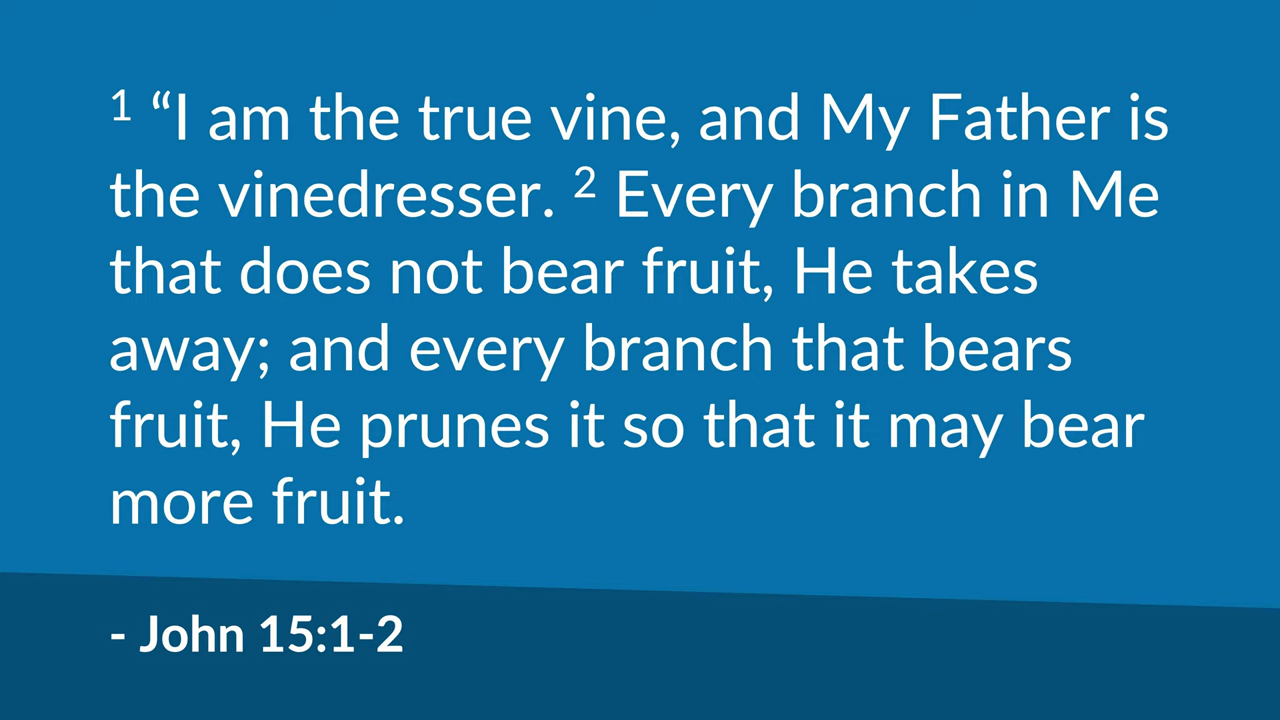 1 “I am the true vine, and My Father is
the vinedresser. 2 Every branch in Me
that does not bear fruit, He takes
away; and every branch that bears
fruit, He prunes it so that it may bear
more fruit.
- John 15:1-2